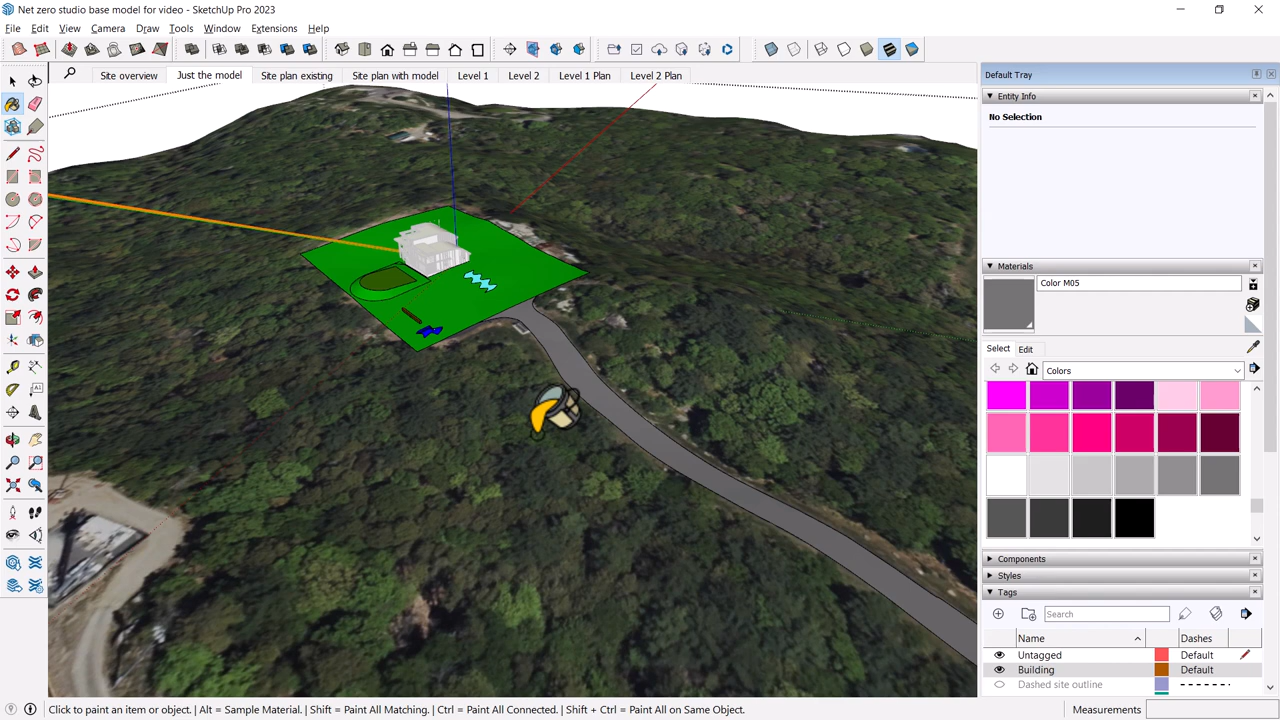 Net zero studio base model for video - SketchUp Pro 2023
File Edit View Camera Draw Tools Window Extensions Help
Site overview Just the model Site plan existing Site plan with model Level 1 Level 2 Level 1 Plan Level 2 Plan
Default Tray
Entity Info
No Selection
Materials
Color M05
Select Edit
Colors
Components
Styles
Tags
Search
Name Dashes
Untagged Default
Building Default
Dashed site outline
Click to paint an item or object. | Alt = Sample Material. | Shift = Paint All Matching. | Ctrl = Paint All Connected. | Shift + Ctrl = Paint All on Same Object.
Measurements